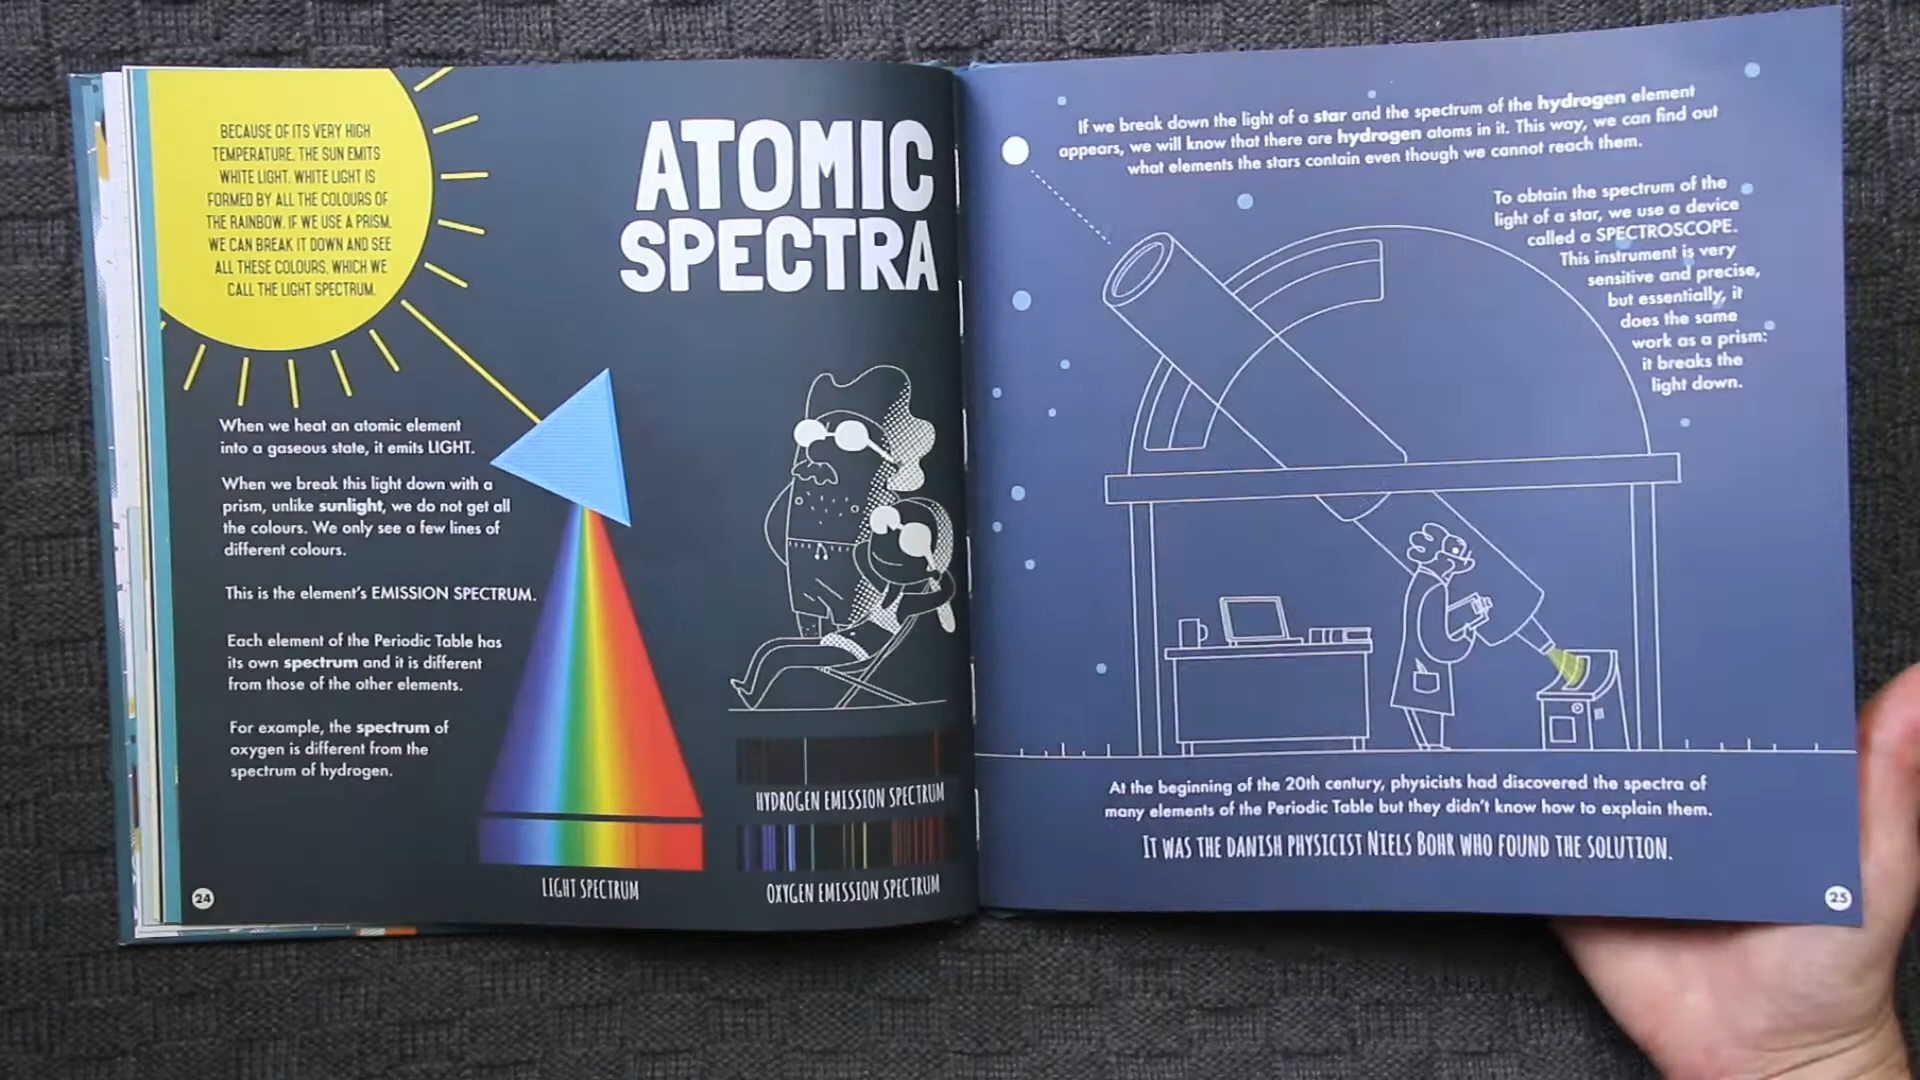 BECAUSE OF ITS VERY HIGH
TEMPERATURE, THE SUN EMITS
WHITE LIGHT. WHITE LIGHT IS
FORMED BY ALL THE COLOURS OF
THE RAINBOW. IF WE USE A PRISM,
WE CAN BREAK IT DOWN AND SEE
ALL THESE COLOURS, WHICH WE
CALL THE LIGHT SPECTRUM.
ATOMIC
SPECTRA
When we heat an atomic element
into a gaseous state, it emits LIGHT.
When we break this light down with a
prism, unlike sunlight, we do not get all
the colours. We only see a few lines of
different colours.
This is the element's EMISSION SPECTRUM.
Each element of the Periodic Table has
its own spectrum and it is different
from those of the other elements.
For example, the spectrum of
oxygen is different from the
spectrum of hydrogen.
LIGHT SPECTRUM
HYDROGEN EMISSION SPECTRUM
OXYGEN EMISSION SPECTRUM
24
If we break down the light of a star and the spectrum of the hydrogen element
appears, we will know that there are hydrogen atoms in it. This way, we can find out
what elements the stars contain even though we cannot reach them.
To obtain the spectrum of the
light of a star, we use a device
called a SPECTROSCOPE.
This instrument is very
sensitive and precise,
but essentially, it
does the same
work as a prism:
it breaks the
light down.
At the beginning of the 20th century, physicists had discovered the spectra of
many elements of the Periodic Table but they didn't know how to explain them.
IT WAS THE DANISH PHYSICIST NIELS BOHR WHO FOUND THE SOLUTION.
25